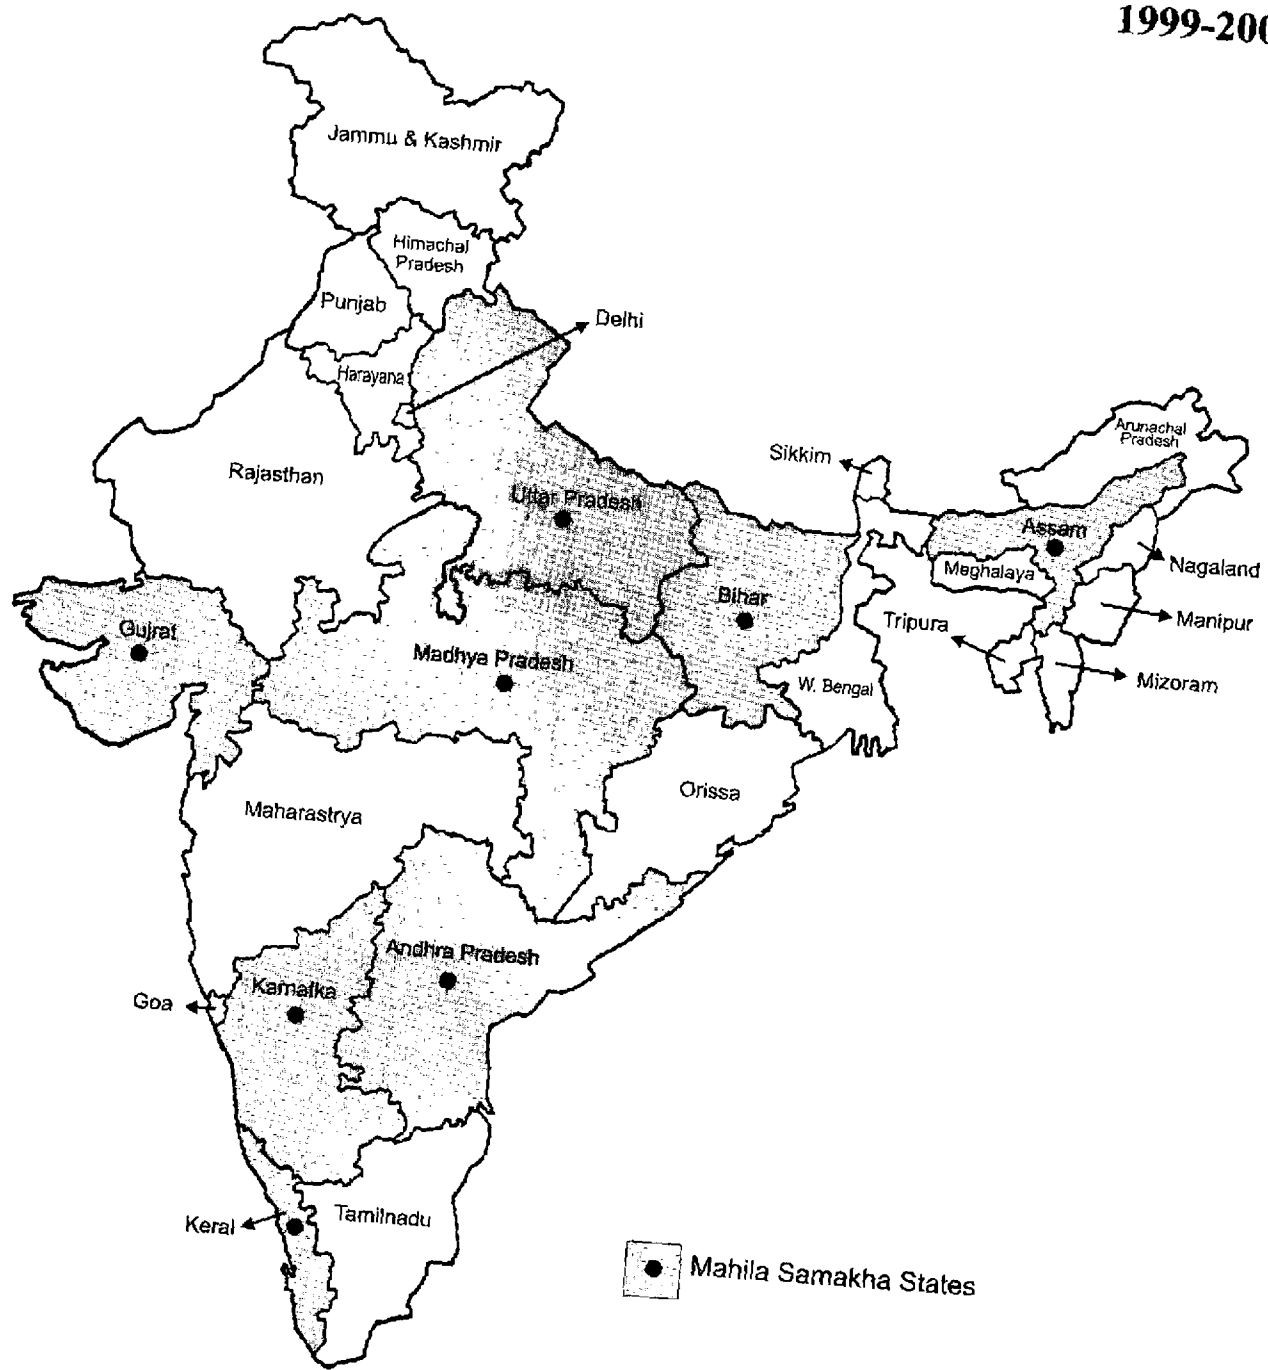 1999-200
Jammu & Kashmir
Himachal
Pradesh
Punjab
Delhi
Harayana
Arunachal
Pradesh
Sikkim
Rajasthan
Uttar Pradesh
Assam
Nagaland
Meghalaya
Bihar
Manipur
Tripura
Gujrat
Madhya Pradesh
Mizoram
W. Bengal
Orissa
Maharastrya
Andhra Pradesh
Karnatka
Goa
Keral
Tamilnadu
Mahila Samakha States